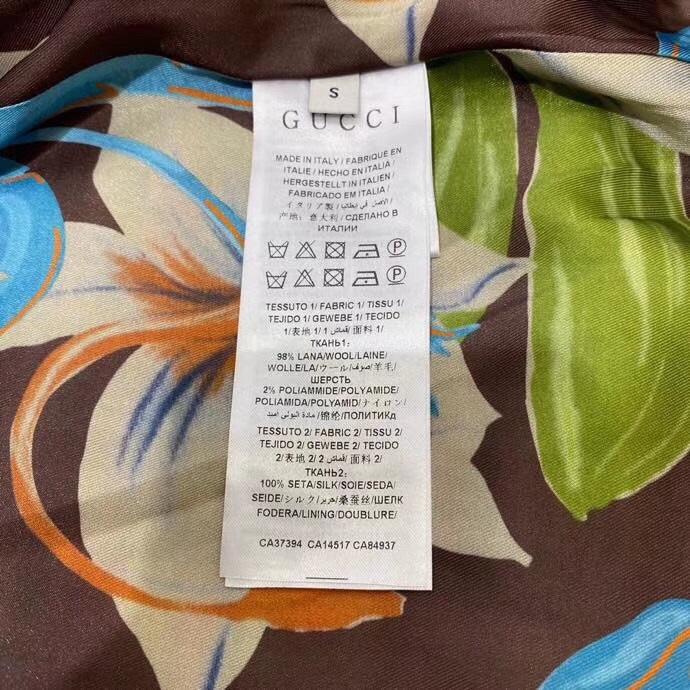 S
GUCCI
MADE IN ITALY / FABRIQUE EN
ITALIE / HECHO EN ITALIA /
HERGESTELLT IN ITALIEN /
FABRICADO EM ITALIA /
イタリア製 / الأصل في إيطاليا /
产地: 意大利 / СДЕЛАНО В
ИТАЛИИ
P
P
TESSUTO 1/ FABRIC 1/ TISSU 1/
TEJIDO 1/ GEWEBE 1/ TECIDO
1/表地 1/ قماش 1/ 面料 1/
ТКАНЬ1:
98% LANA/WOOL/LAINE/
WOLLE/LA/ウール/صوف/羊毛/
ШЕРСТЬ
2% POLIAMMIDE/POLYAMIDE/
POLIAMIDA/POLYAMID/ナイロン/
مادة البولي اميد/锦纶/ПОЛИТИКд
TESSUTO 2/ FABRIC 2/ TISSU 2/
TEJIDO 2/ GEWEBE 2/ TECIDO
2/表地 2/ قماش 2/ 面料 2/
ТКАНЬ2:
100% SETA/SILK/SOIE/SEDA/
SEIDE/シルク/حرير/桑蚕丝/ШЕЛК
FODERA/LINING/DOUBLURE/
CA37394 CA14517 CA84937